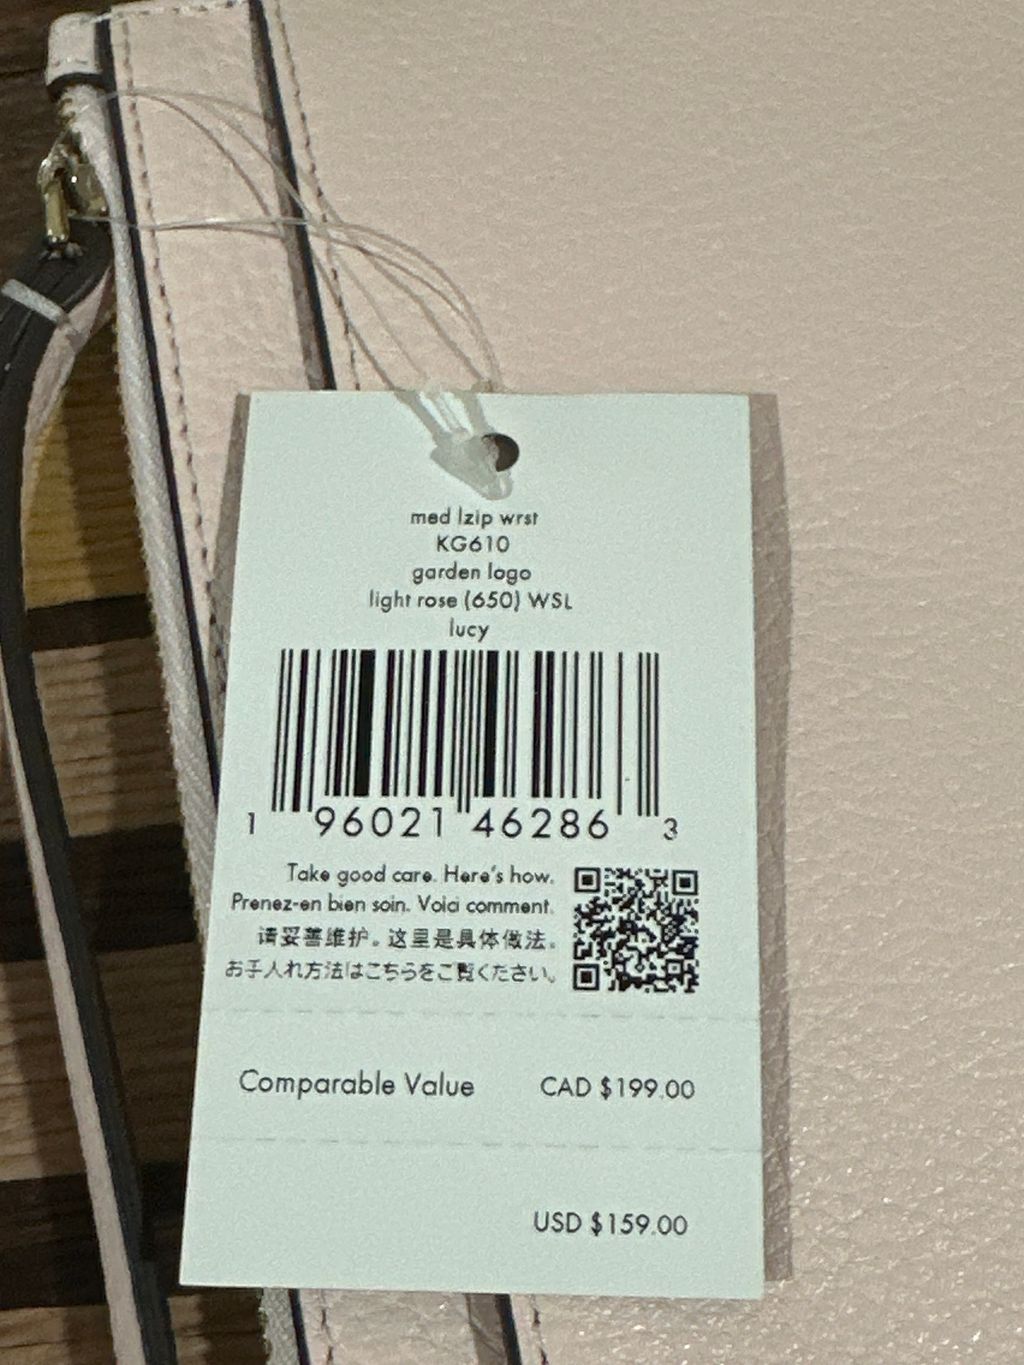 med lzip wrst
KG610
garden logo
light rose (650) WSL
lucy
1 96021 46286 3
Take good care. Here's how.
Prenez-en bien soin. Voici comment.
请妥善维护。这里是具体做法。
お手入れ方法はこちらをご覧ください。
Comparable Value CAD $199.00
USD $159.00